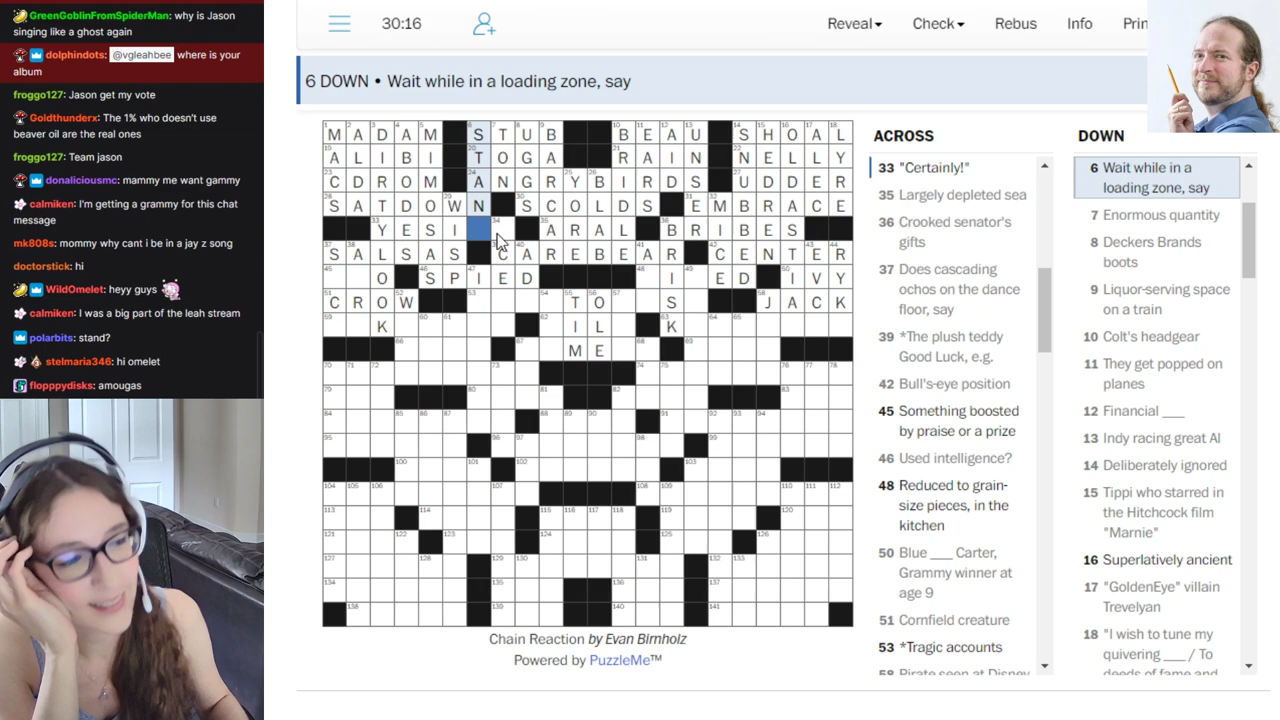 GreenGoblinFromSpiderMan: why is Jason
singing like a ghost again
dolphindots: @vgleahbee where is your
album
froggo127: Jason get my vote
Goldthunderx: The 1% who doesn't use
beaver oil are the real ones
froggo127: Team jason
donaliciousmc: mammy me want gammy
calmiken: I'm getting a grammy for this chat
message
mk808s: mommy why cant i be in a jay z song
doctorstick: hi
WildOmelet: heyy guys
calmiken: I was a big part of the leah stream
polarbits: stand?
stelmaria346: hi omelet
flopppydisks: amougas
30:16
Reveal
Check
Rebus
Info
Prin
6 DOWN • Wait while in a loading zone, say
MADAM STUB BEAU SHOAL
ALIBI TOGA RAIN NELLY
CDROM ANGRYBIRDS UDDER
SATDOWN SCOLDS EMBRACE
YESI ARAL BRIBES
SALSAS CAREBEAR CENTER
O SPIED I ED IVY
CROW TO S JACK
K IL K
ME
Chain Reaction by Evan Birnholz
Powered by PuzzleMe™
ACROSS
33 "Certainly!"
35 Largely depleted sea
36 Crooked senator's
gifts
37 Does cascading
ochos on the dance
floor, say
39 *The plush teddy
Good Luck, e.g.
42 Bull's-eye position
45 Something boosted
by praise or a prize
46 Used intelligence?
48 Reduced to grain-
size pieces, in the
kitchen
50 Blue ___ Carter,
Grammy winner at
age 9
51 Cornfield creature
53 *Tragic accounts
58 Pirate seen at Disney
DOWN
6 Wait while in a
loading zone, say
7 Enormous quantity
8 Deckers Brands
boots
9 Liquor-serving space
on a train
10 Colt's headgear
11 They get popped on
planes
12 Financial ___
13 Indy racing great Al
14 Deliberately ignored
15 Tippi who starred in
the Hitchcock film
"Marnie"
16 Superlatively ancient
17 "GoldenEye" villain
Trevelyan
18 "I wish to tune my
quivering ___ / To
deeds of fame and